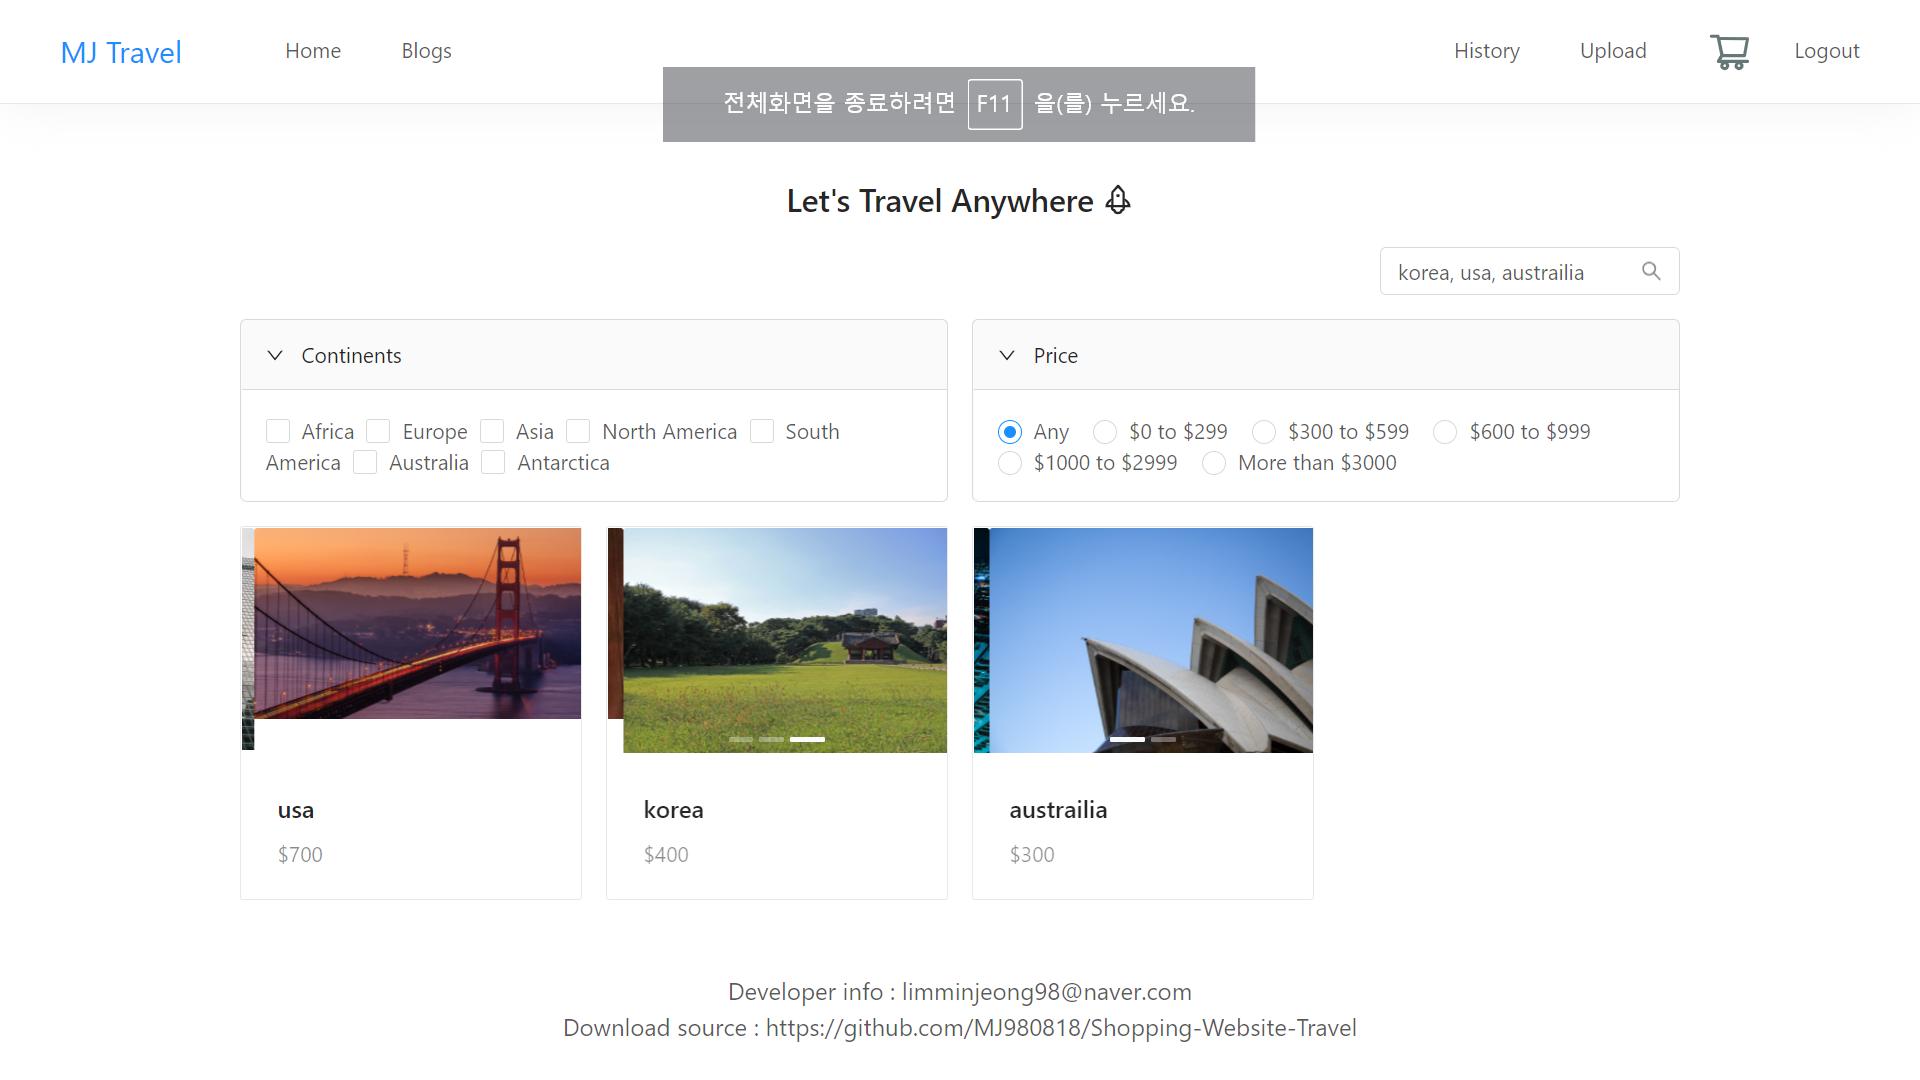 MJ Travel Home Blogs History Upload Logout
전체화면을 종료하려면 F11 을(를) 누르세요.
Let's Travel Anywhere
korea, usa, austrailia
Continents
Africa Europe Asia North America South
America Australia Antarctica
Price
Any $0 to $299 $300 to $599 $600 to $999
$1000 to $2999 More than $3000
usa
$700
korea
$400
austrailia
$300
Developer info : limminjeong98@naver.com
Download source : https://github.com/MJ980818/Shopping-Website-Travel